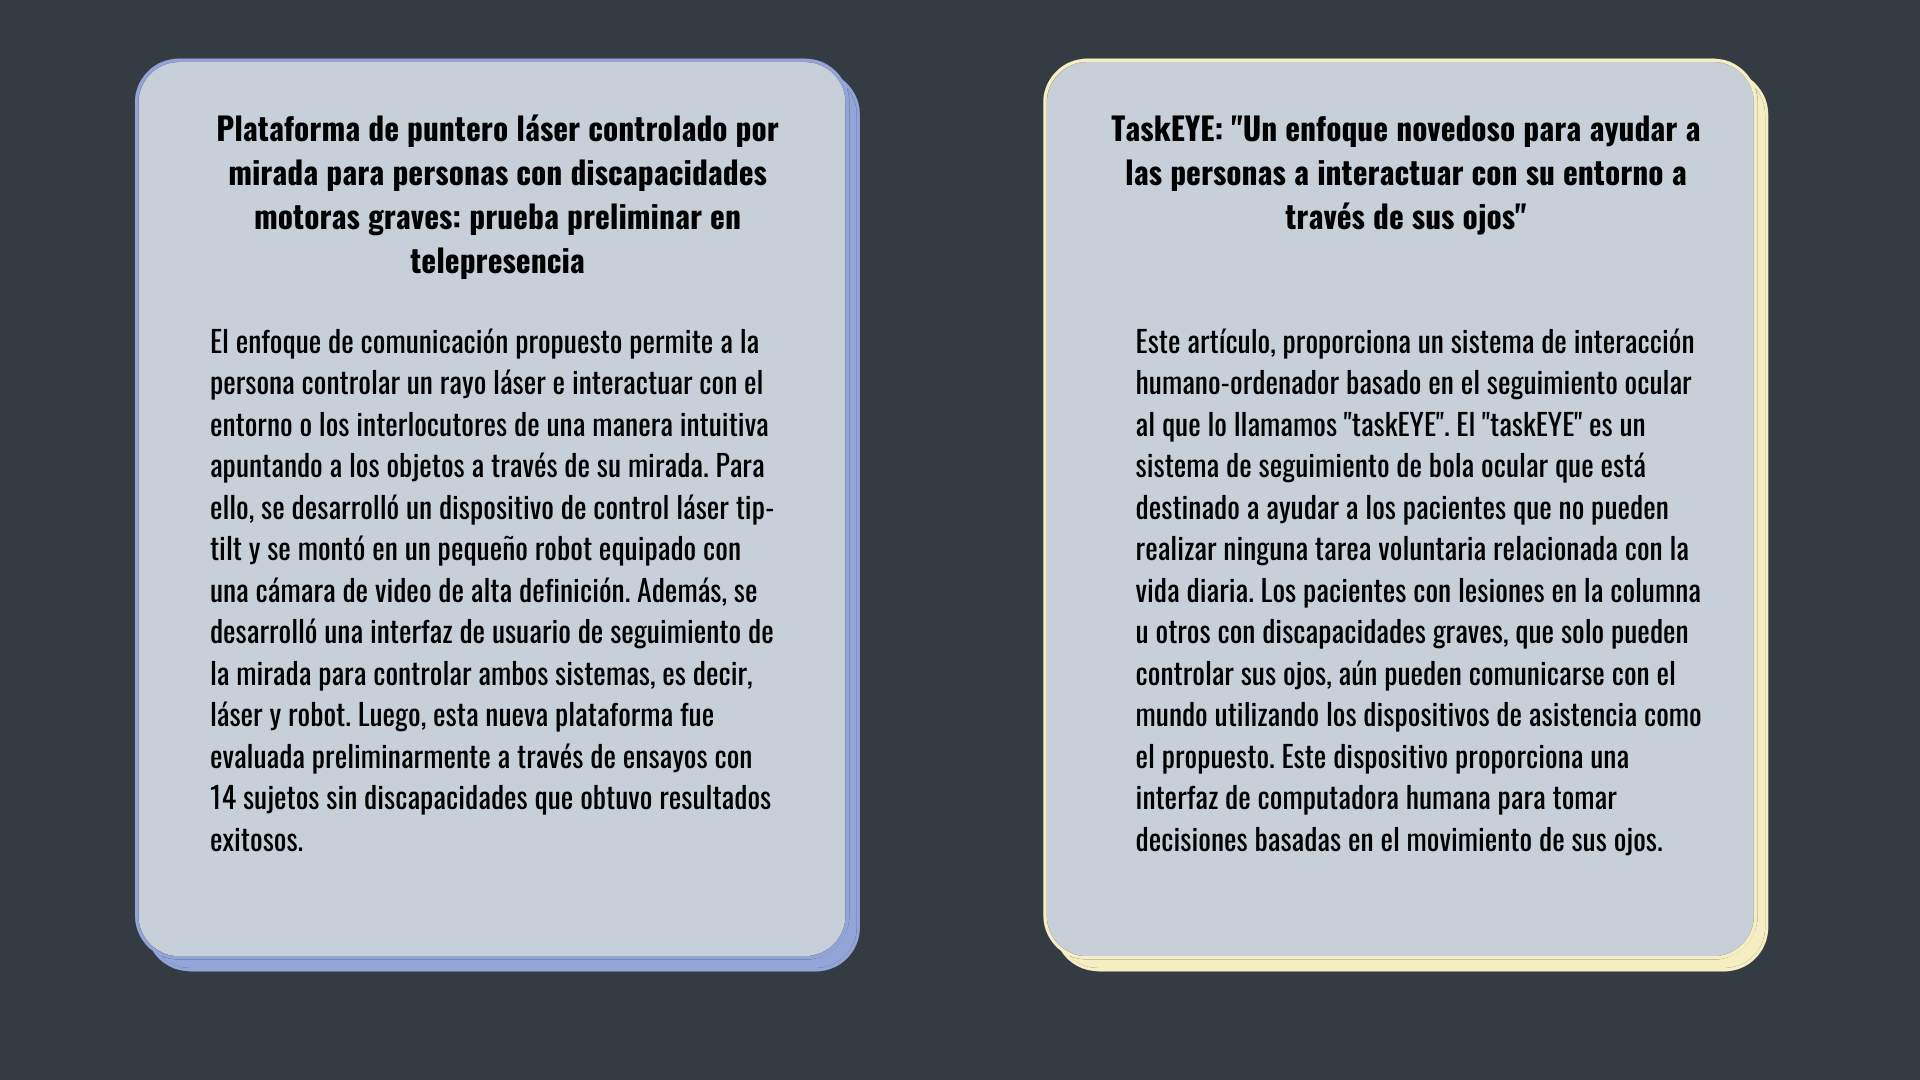 Plataforma de puntero láser controlado por
mirada para personas con discapacidades
motoras graves: prueba preliminar en
telepresencia
El enfoque de comunicación propuesto permite a la
persona controlar un rayo láser e interactuar con el
entorno o los interlocutores de una manera intuitiva
apuntando a los objetos a través de su mirada. Para
ello, se desarrolló un dispositivo de control láser tip-
tilt y se montó en un pequeño robot equipado con
una cámara de video de alta definición. Además, se
desarrolló una interfaz de usuario de seguimiento de
la mirada para controlar ambos sistemas, es decir,
láser y robot. Luego, esta nueva plataforma fue
evaluada preliminarmente a través de ensayos con
14 sujetos sin discapacidades que obtuvo resultados
exitosos.
TaskEYE: "Un enfoque novedoso para ayudar a
las personas a interactuar con su entorno a
través de sus ojos"
Este artículo, proporciona un sistema de interacción
humano-ordenador basado en el seguimiento ocular
al que lo llamamos "taskEYE". El "taskEYE" es un
sistema de seguimiento de bola ocular que está
destinado a ayudar a los pacientes que no pueden
realizar ninguna tarea voluntaria relacionada con la
vida diaria. Los pacientes con lesiones en la columna
u otros con discapacidades graves, que solo pueden
controlar sus ojos, aún pueden comunicarse con el
mundo utilizando los dispositivos de asistencia como
el propuesto. Este dispositivo proporciona una
interfaz de computadora humana para tomar
decisiones basadas en el movimiento de sus ojos.